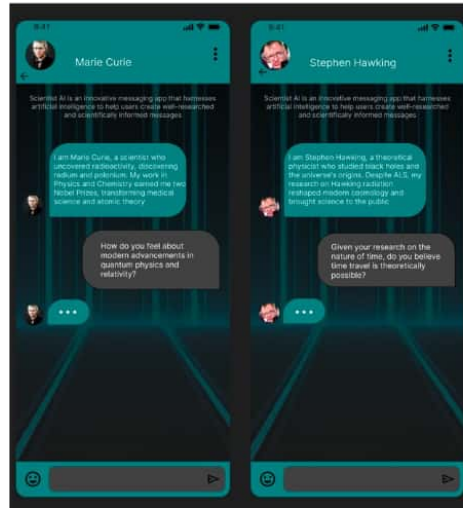 9:41
Marie Curie
Scientist AI is an innovative messaging app that harnesses
artificial intelligence to help users create well-researched
and scientifically informed messages
I am Marie Curie, a scientist who
uncovered radioactivity, discovering
radium and polonium. My work in
Physics and Chemistry earned me two
Nobel Prizes, transforming medical
science and atomic theory
How do you feel about
modern advancements in
quantum physics and
relativity?
9:41
Stephen Hawking
Scientist AI is an innovative messaging app that harnesses
artificial intelligence to help users create well-researched
and scientifically informed messages
I am Stephen Hawking, a theoretical
physicist who studied black holes and
the universe's origins. Despite ALS, my
research on Hawking radiation
reshaped modern cosmology and
brought science to the public
Given your research on the
nature of time, do you believe
time travel is theoretically
possible?